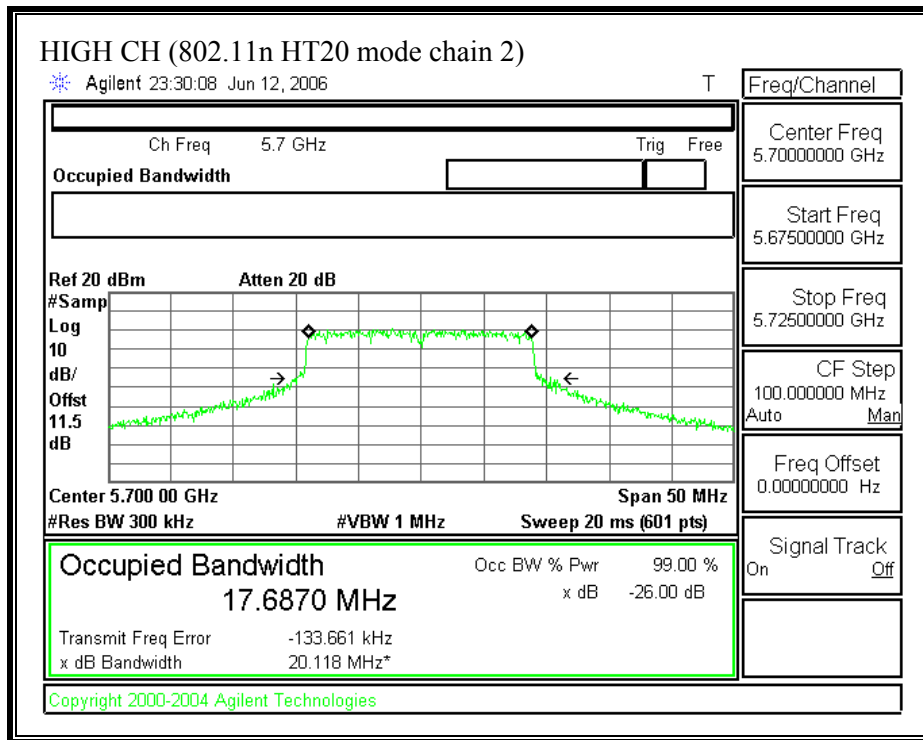 HIGH CH (802.11n HT20 mode chain 2)
Agilent 23:30:08 Jun 12, 2006 T
Freq/Channel
Ch Freq 5.7 GHz Trig Free
Occupied Bandwidth
Center Freq
5.70000000 GHz
Start Freq
5.67500000 GHz
Stop Freq
5.72500000 GHz
CF Step
100.000000 MHz
Auto Man
Freq Offset
0.00000000 Hz
Signal Track
On Off
Ref 20 dBm Atten 20 dB
#Samp
Log
10
dB/
Offst
11.5
dB
Center 5.700 00 GHz Span 50 MHz
#Res BW 300 kHz #VBW 1 MHz Sweep 20 ms (601 pts)
Occupied Bandwidth
17.6870 MHz
Occ BW % Pwr 99.00 %
x dB -26.00 dB
Transmit Freq Error -133.661 kHz
x dB Bandwidth 20.118 MHz*
Copyright 2000-2004 Agilent Technologies